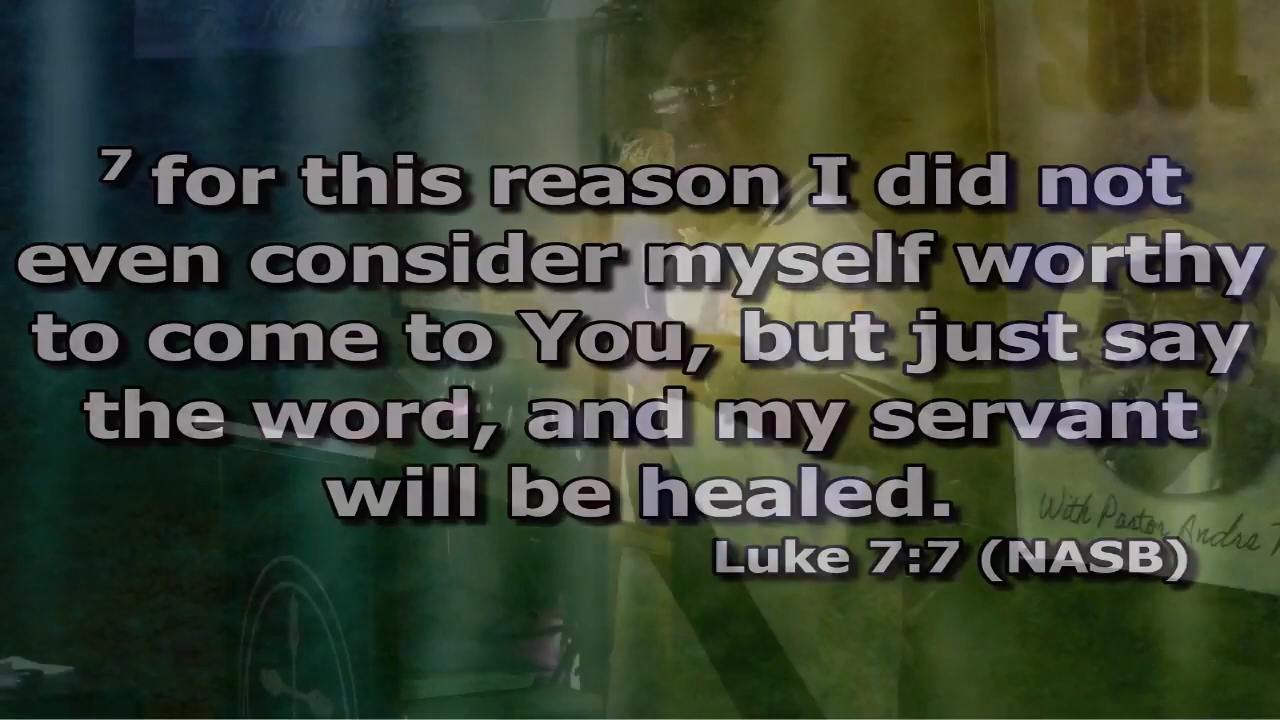 SOUL
⁷ for this reason I did not
even consider myself worthy
to come to You, but just say
the word, and my servant
will be healed.
With Pastor Andre
Luke 7:7 (NASB)